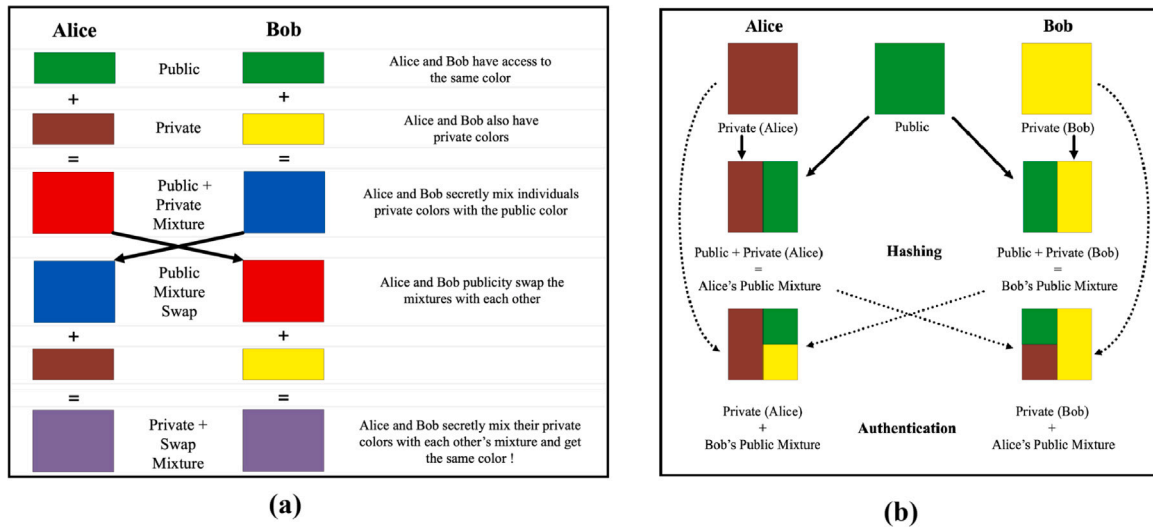 Alice Bob
Public
Alice and Bob have access to
the same color
+ +
Private
Alice and Bob also have
private colors
= =
Public +
Private
Mixture
Alice and Bob secretly mix individuals
private colors with the public color
Public
Mixture
Swap
Alice and Bob publicity swap the
mixtures with each other
+ +
= =
Private +
Swap
Mixture
Alice and Bob secretly mix their private
colors with each other's mixture and get
the same color !
(a)
Alice Bob
Private (Alice) Public Private (Bob)
Public + Private (Alice)
=
Alice's Public Mixture
Hashing
Public + Private (Bob)
=
Bob's Public Mixture
Private (Alice)
+
Bob's Public Mixture
Authentication
Private (Bob)
+
Alice's Public Mixture
(b)